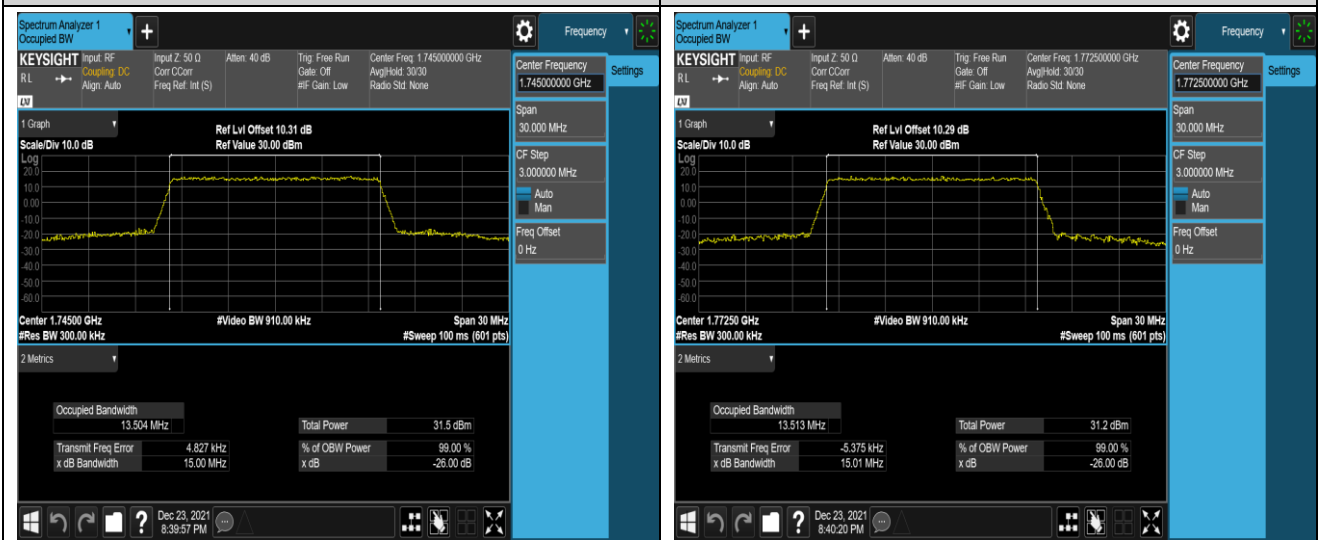 Spectrum Analyzer 1
Occupied BW
+
Frequency
KEYSIGHT
Input: RF
Coupling: DC
Align: Auto
Input Z: 50 Ω
Corr CCorr
Freq Ref: Int (S)
Atten: 40 dB
Trig: Free Run
Gate: Off
#IF Gain: Low
Center Freq: 1.745000000 GHz
Avg|Hold: 30/30
Radio Std: None
R L
LXI
Center Frequency
1.745000000 GHz
Settings
Span
30.000 MHz
CF Step
3.000000 MHz
Auto
Man
Freq Offset
0 Hz
1 Graph
Ref Lvl Offset 10.31 dB
Scale/Div 10.0 dB
Ref Value 30.00 dBm
Log
20.0
10.0
0.00
-10.0
-20.0
-30.0
-40.0
-50.0
-60.0
Center 1.74500 GHz
#Video BW 910.00 kHz
Span 30 MHz
#Res BW 300.00 kHz
#Sweep 100 ms (601 pts)
2 Metrics
Occupied Bandwidth
13.504 MHz
Total Power 31.5 dBm
Transmit Freq Error 4.827 kHz
% of OBW Power 99.00 %
x dB Bandwidth 15.00 MHz
x dB -26.00 dB
?
Dec 23, 2021
8:39:57 PM
Spectrum Analyzer 1
Occupied BW
+
Frequency
KEYSIGHT
Input: RF
Coupling: DC
Align: Auto
Input Z: 50 Ω
Corr CCorr
Freq Ref: Int (S)
Atten: 40 dB
Trig: Free Run
Gate: Off
#IF Gain: Low
Center Freq: 1.772500000 GHz
Avg|Hold: 30/30
Radio Std: None
R L
LXI
Center Frequency
1.772500000 GHz
Settings
Span
30.000 MHz
CF Step
3.000000 MHz
Auto
Man
Freq Offset
0 Hz
1 Graph
Ref Lvl Offset 10.29 dB
Scale/Div 10.0 dB
Ref Value 30.00 dBm
Log
20.0
10.0
0.00
-10.0
-20.0
-30.0
-40.0
-50.0
-60.0
Center 1.77250 GHz
#Video BW 910.00 kHz
Span 30 MHz
#Res BW 300.00 kHz
#Sweep 100 ms (601 pts)
2 Metrics
Occupied Bandwidth
13.513 MHz
Total Power 31.2 dBm
Transmit Freq Error -5.375 kHz
% of OBW Power 99.00 %
x dB Bandwidth 15.01 MHz
x dB -26.00 dB
?
Dec 23, 2021
8:40:20 PM